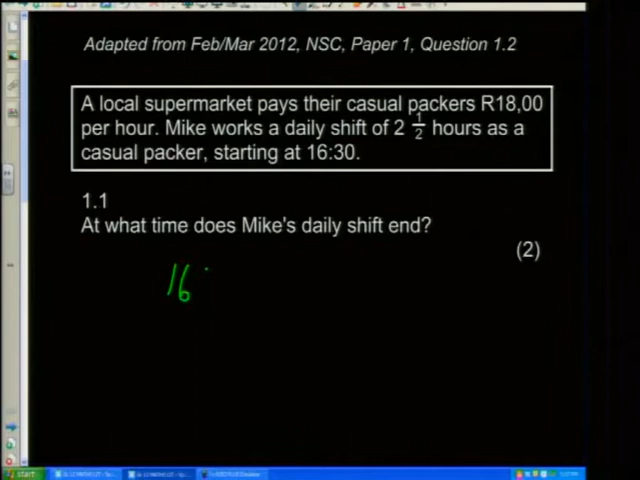 Adapted from Feb/Mar 2012, NSC, Paper 1, Question 1.2
A local supermarket pays their casual packers R18,00
per hour. Mike works a daily shift of 2 1/2 hours as a
casual packer, starting at 16:30.
1.1
At what time does Mike's daily shift end?
(2)
16
start